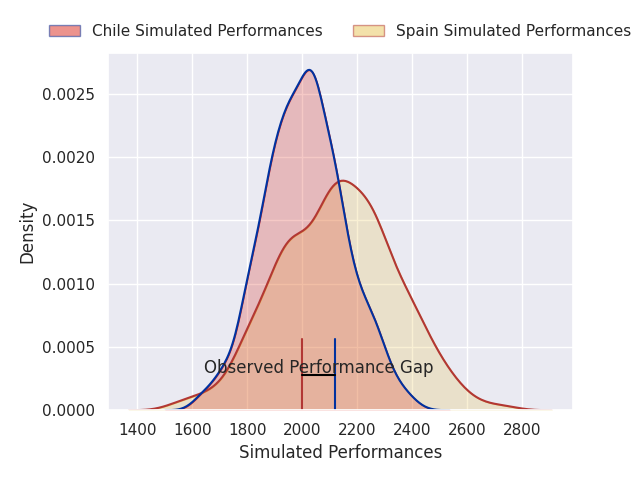 Chile Simulated Performances
Spain Simulated Performances
0.0025
0.0020
0.0015
0.0010
0.0005
0.0000
Density
Observed Performance Gap
1400 1600 1800 2000 2200 2400 2600 2800
Simulated Performances